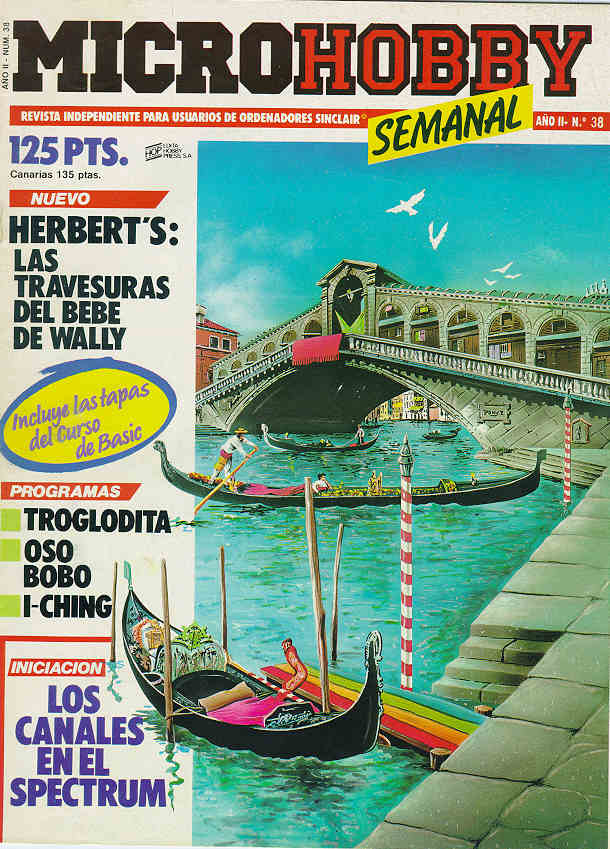 AÑO II - NUM. 38
MICROHOBBY
REVISTA INDEPENDIENTE PARA USUARIOS DE ORDENADORES SINCLAIR
SEMANAL
AÑO II- N.º 38
125 PTS.
Canarias 135 ptas.
HOBBY
PRESS S.A
NUEVO
HERBERT'S:
LAS
TRAVESURAS
DEL BEBE
DE WALLY
Incluye las tapas
del Curso
de Basic
PROGRAMAS
TROGLODITA
OSO
BOBO
I-CHING
INICIACION
LOS
CANALES
EN EL
SPECTRUM